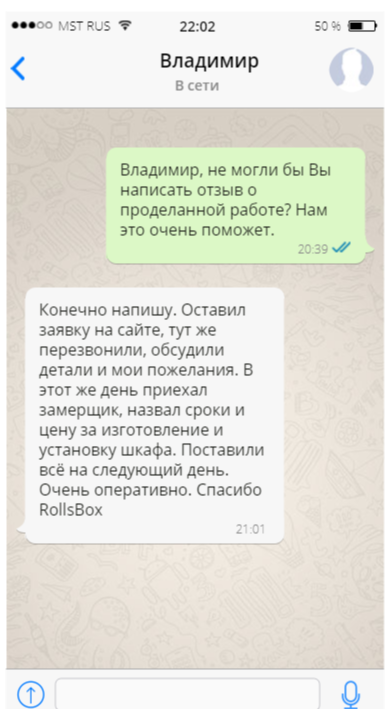 MST RUS 22:02 50 %
Владимир
В сети
Владимир, не могли бы Вы
написать отзыв о
проделанной работе? Нам
это очень поможет.
20:39
Конечно напишу. Оставил
заявку на сайте, тут же
перезвонили, обсудили
детали и мои пожелания. В
этот же день приехал
замерщик, назвал сроки и
цену за изготовление и
установку шкафа. Поставили
всё на следующий день.
Очень оперативно. Спасибо
RollsBox
21:01